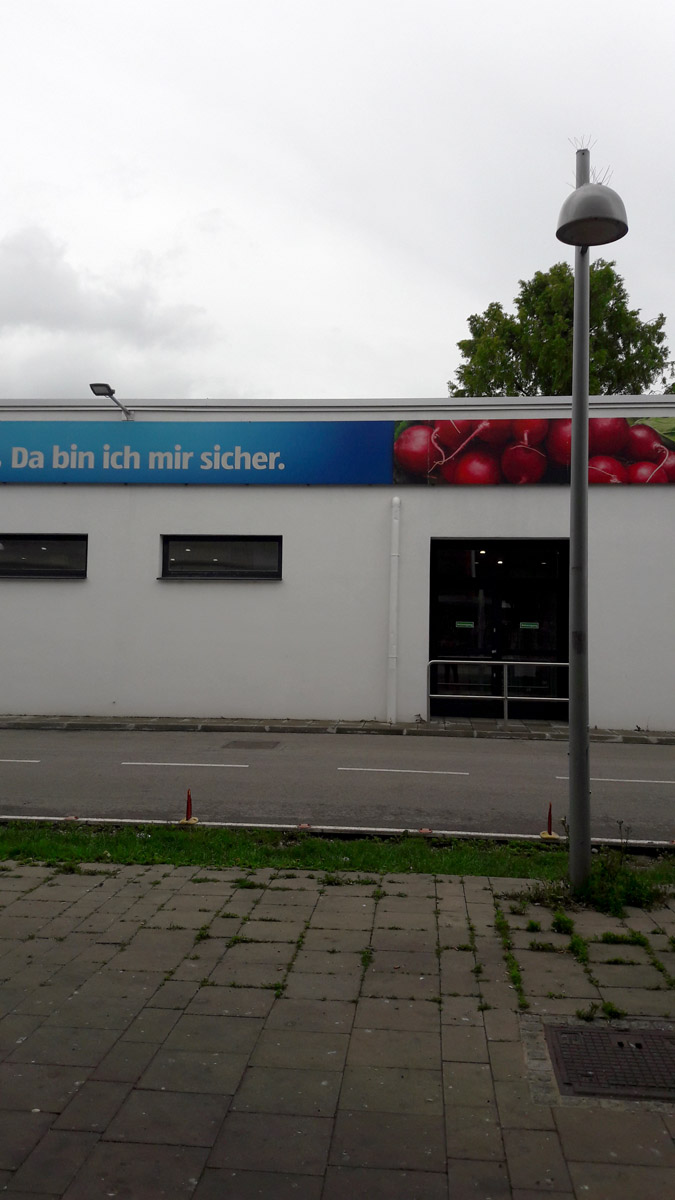 . Da bin ich mir sicher.